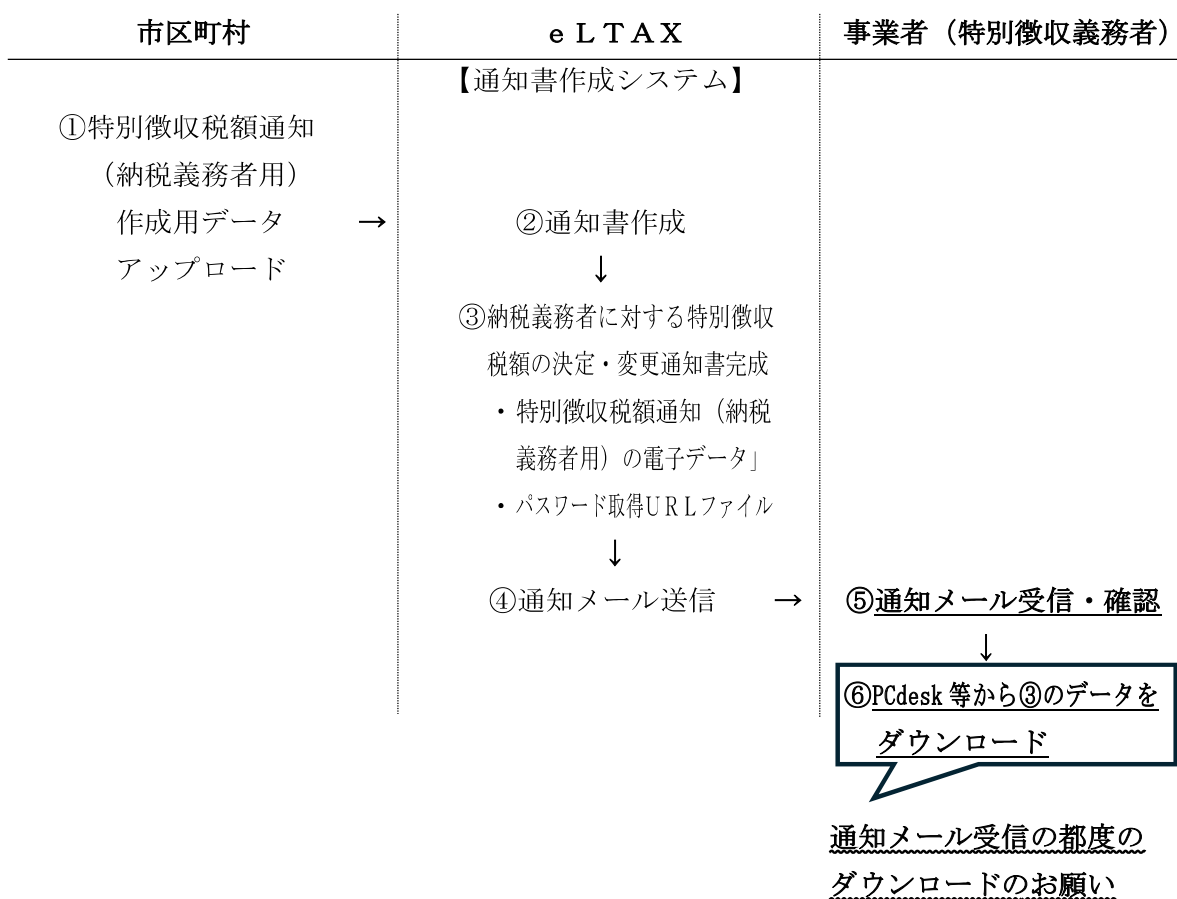 市区町村
ｅＬＴＡＸ
事業者（特別徴収義務者）
【通知書作成システム】
①特別徴収税額通知
（納税義務者用）
作成用データ →
アップロード
②通知書作成
↓
③納税義務者に対する特別徴収
税額の決定・変更通知書完成
・特別徴収税額通知（納税
義務者用）の電子データ」
・パスワード取得ＵＲＬファイル
↓
④通知メール送信 →
⑤通知メール受信・確認
↓
⑥PCdesk 等から③のデータを
ダウンロード
通知メール受信の都度の
ダウンロードのお願い